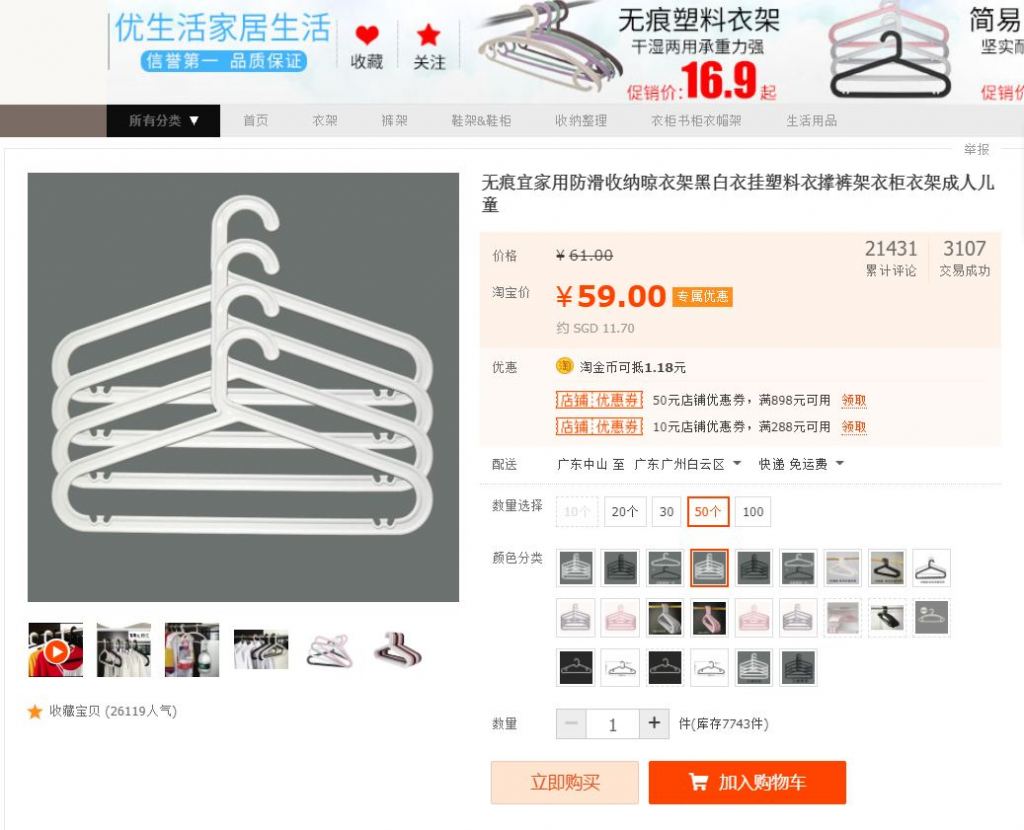 优生活家居生活
信誉第一 品质保证
收藏
关注
无痕塑料衣架
干湿两用承重力强
促销价:16.9起
简易
坚实而
促销价
所有分类 ▼ 首页 衣架 裤架 鞋架&鞋柜 收纳整理 衣柜书柜衣帽架 生活用品
举报
无痕宜家用防滑收纳晾衣架黑白衣挂塑料衣撑裤架衣柜衣架成人儿
童
价格 ¥ 61.00
21431
累计评论
3107
交易成功
淘宝价 ¥59.00 专属优惠
约 SGD 11.70
优惠 淘 淘金币可抵1.18元
店铺 优惠券 50元店铺优惠券，满898元可用 领取
店铺 优惠券 10元店铺优惠券，满288元可用 领取
配送 广东中山 至 广东广州白云区 快递 免运费
数量选择 10个 20个 30 50个 100
颜色分类
数量 − 1 + 件(库存7743件)
收藏宝贝 (26119人气)
立即购买 加入购物车